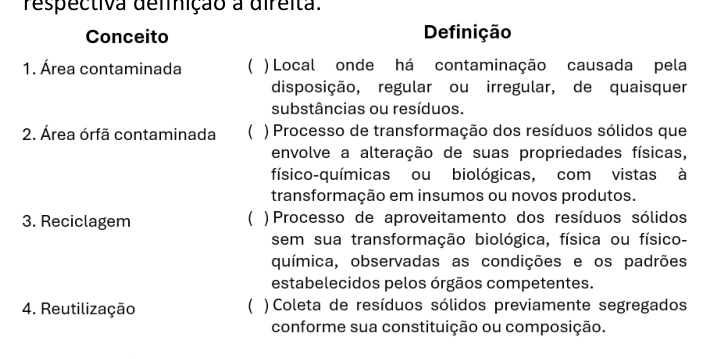 respectiva definição à direita.
Conceito
Definição
1. Área contaminada
( ) Local onde há contaminação causada pela
disposição, regular ou irregular, de quaisquer
substâncias ou resíduos.
2. Área órfã contaminada
( ) Processo de transformação dos resíduos sólidos que
envolve a alteração de suas propriedades físicas,
físico-químicas ou biológicas, com vistas à
transformação em insumos ou novos produtos.
3. Reciclagem
( ) Processo de aproveitamento dos resíduos sólidos
sem sua transformação biológica, física ou físico-
química, observadas as condições e os padrões
estabelecidos pelos órgãos competentes.
4. Reutilização
( ) Coleta de resíduos sólidos previamente segregados
conforme sua constituição ou composição.